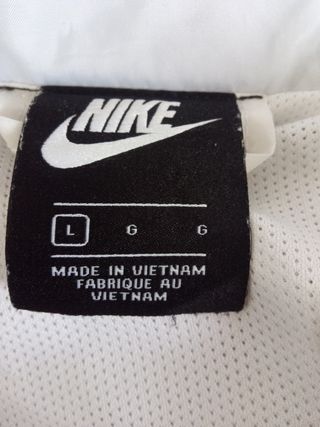 NIKE
L G G
MADE IN VIETNAM
FABRIQUE AU
VIETNAM